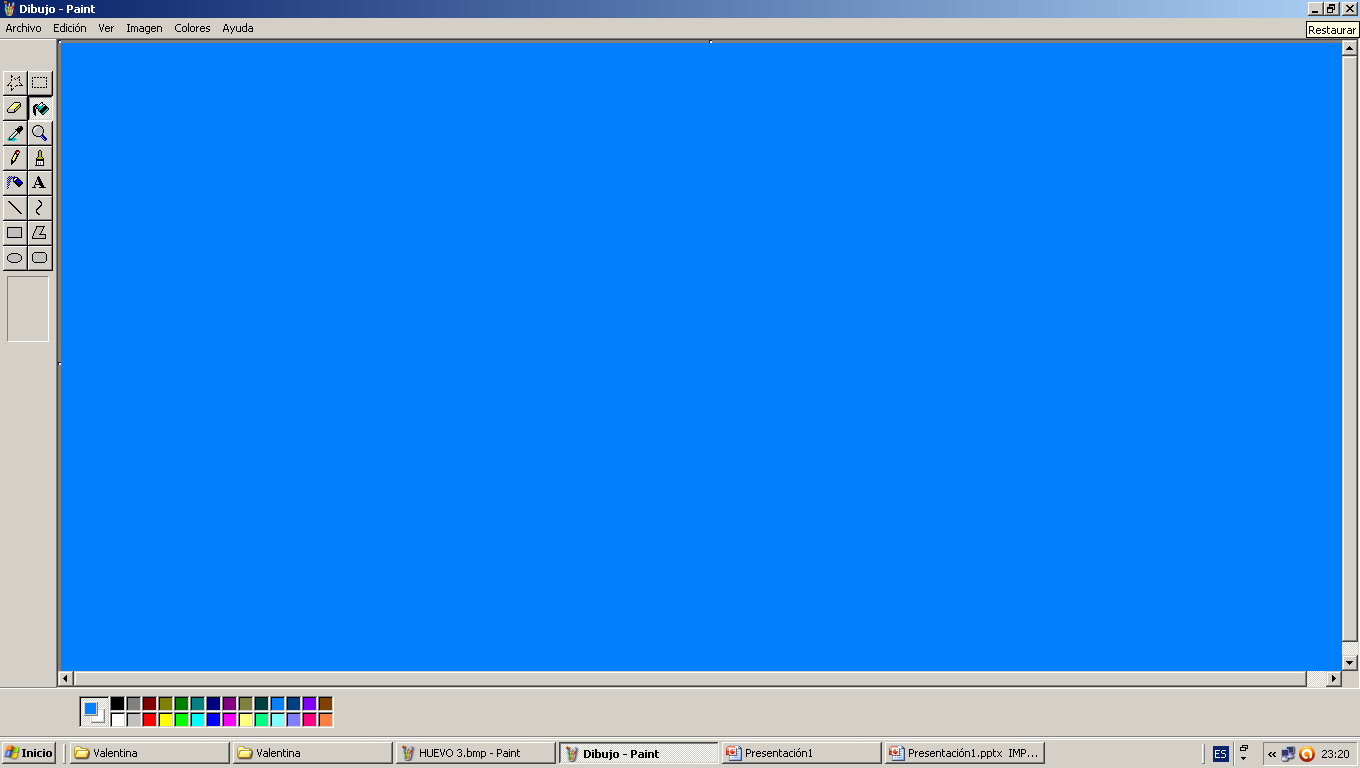 Dibujo - Paint
Archivo Edición Ver Imagen Colores Ayuda
Restaurar
A
Inicio Valentina Valentina HUEVO 3.bmp - Paint Dibujo - Paint Presentación1 Presentación1.pptx IMP... ES « 23:20